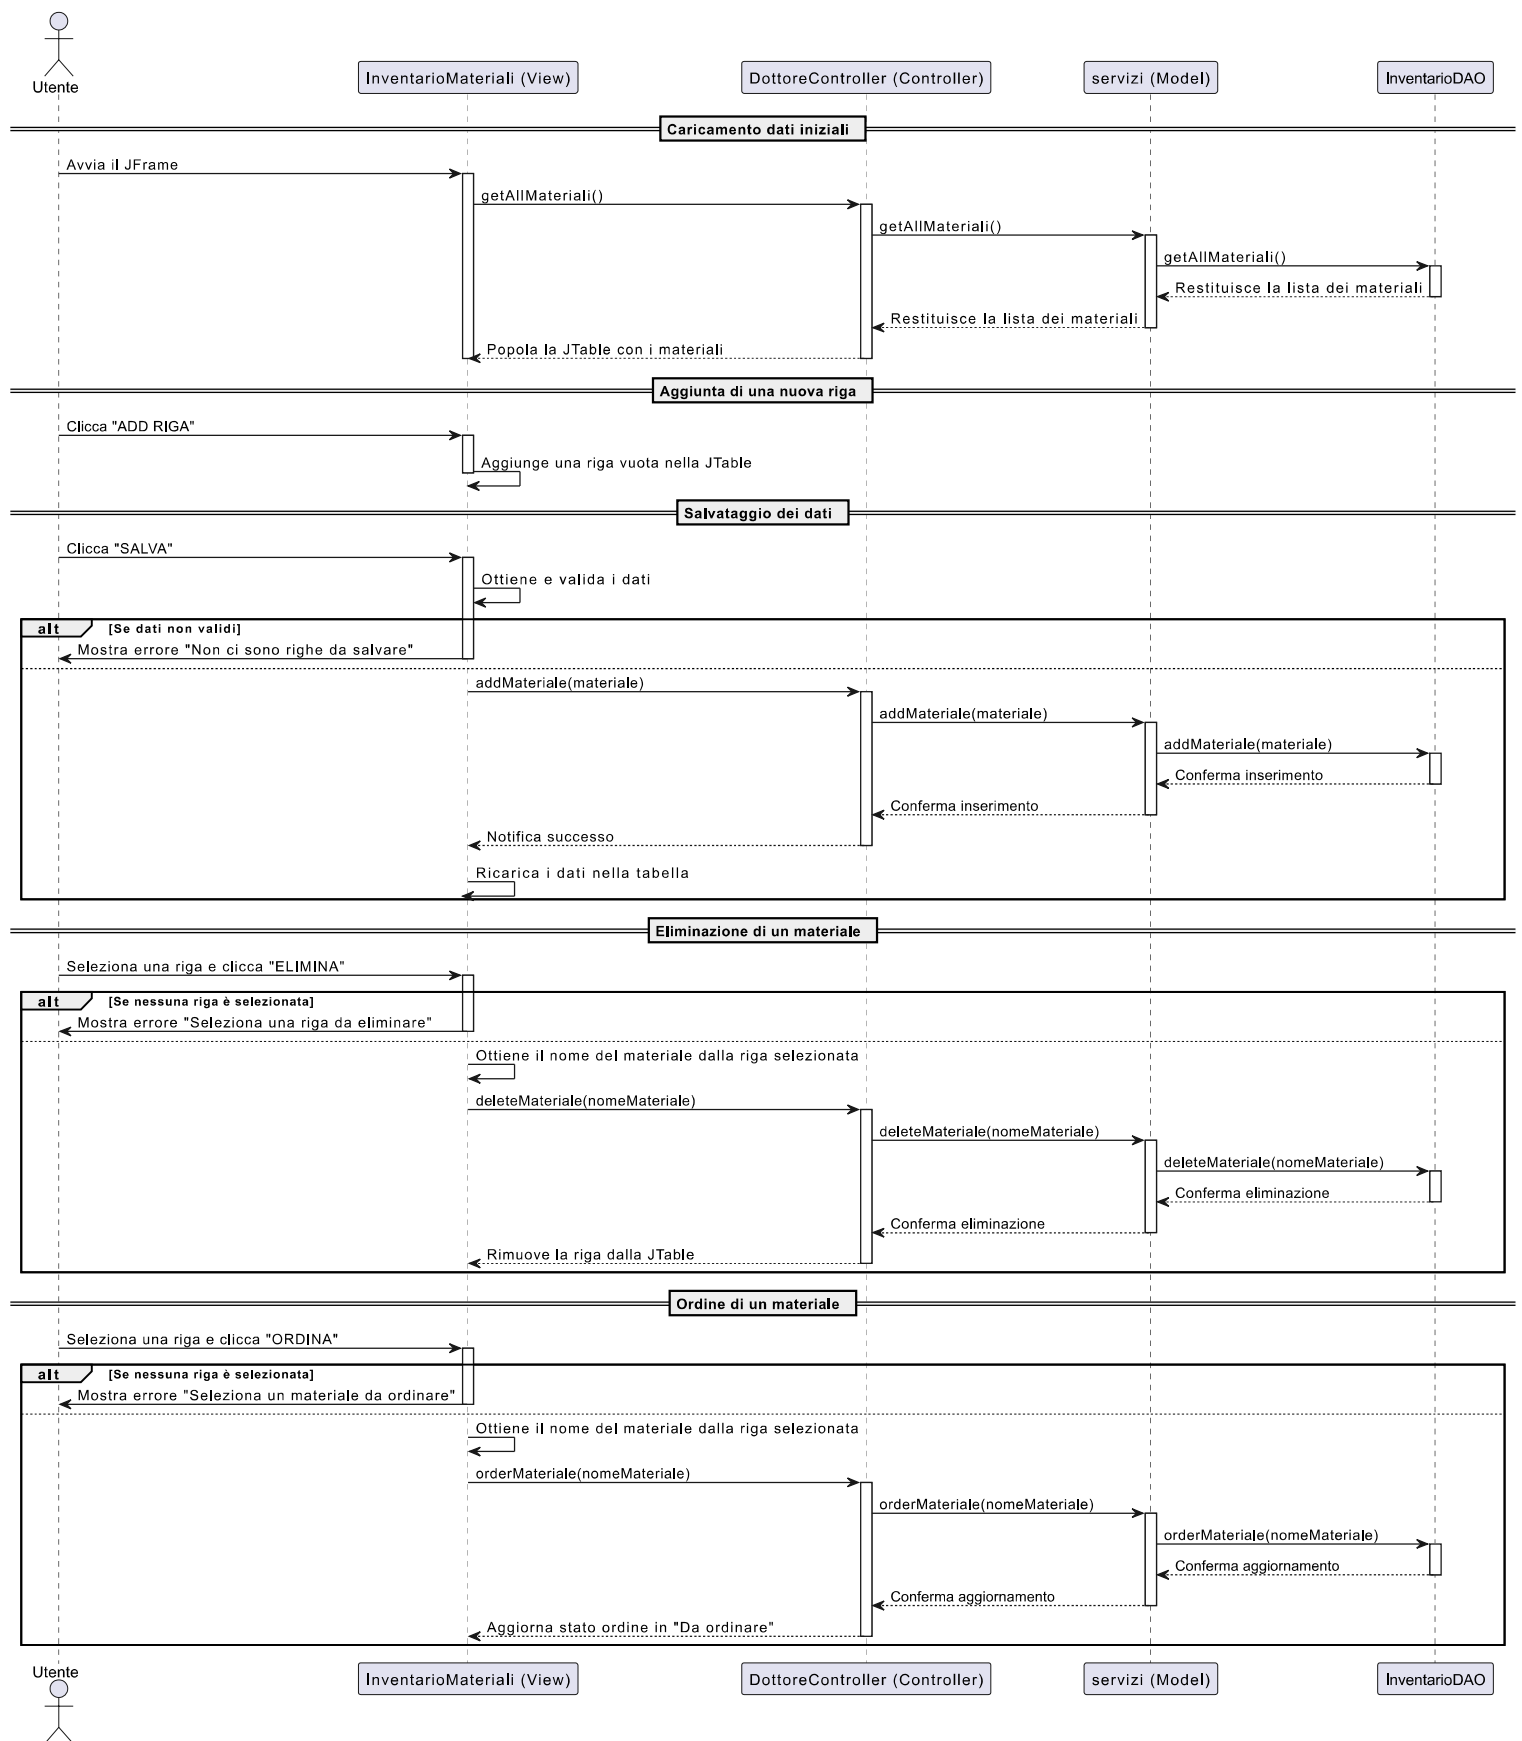 Utente
InventarioMateriali (View)
DottoreController (Controller)
servizi (Model)
InventarioDAO
Caricamento dati iniziali
Avvia il JFrame
getAllMateriali()
getAllMateriali()
getAllMateriali()
Restituisce la lista dei materiali
Restituisce la lista dei materiali
Popola la JTable con i materiali
Aggiunta di una nuova riga
Clicca "ADD RIGA"
Aggiunge una riga vuota nella JTable
Salvataggio dei dati
Clicca "SALVA"
Ottiene e valida i dati
alt [Se dati non validi]
Mostra errore "Non ci sono righe da salvare"
addMateriale(materiale)
addMateriale(materiale)
addMateriale(materiale)
Conferma inserimento
Conferma inserimento
Notifica successo
Ricarica i dati nella tabella
Eliminazione di un materiale
Seleziona una riga e clicca "ELIMINA"
alt [Se nessuna riga è selezionata]
Mostra errore "Seleziona una riga da eliminare"
Ottiene il nome del materiale dalla riga selezionata
deleteMateriale(nomeMateriale)
deleteMateriale(nomeMateriale)
deleteMateriale(nomeMateriale)
Conferma eliminazione
Conferma eliminazione
Rimuove la riga dalla JTable
Ordine di un materiale
Seleziona una riga e clicca "ORDINA"
alt [Se nessuna riga è selezionata]
Mostra errore "Seleziona un materiale da ordinare"
Ottiene il nome del materiale dalla riga selezionata
orderMateriale(nomeMateriale)
orderMateriale(nomeMateriale)
orderMateriale(nomeMateriale)
Conferma aggiornamento
Conferma aggiornamento
Aggiorna stato ordine in "Da ordinare"
Utente
InventarioMateriali (View)
DottoreController (Controller)
servizi (Model)
InventarioDAO